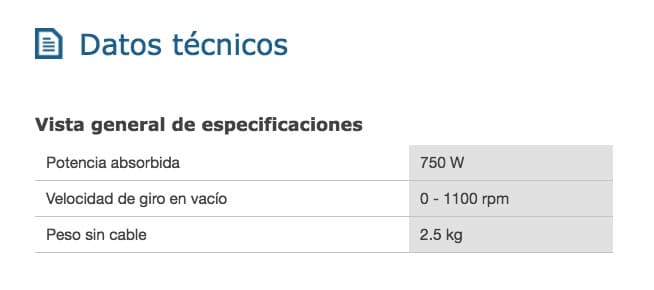 Datos técnicos
Vista general de especificaciones
Potencia absorbida 750 W
Velocidad de giro en vacío 0 - 1100 rpm
Peso sin cable 2.5 kg